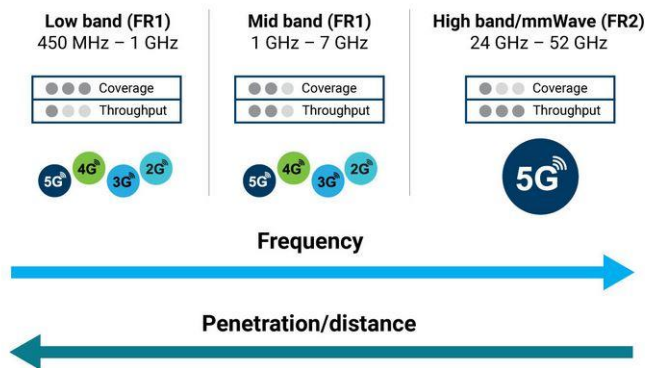 Low band (FR1)
450 MHz – 1 GHz
Coverage
Throughput
5G
4G
3G
2G
Mid band (FR1)
1 GHz – 7 GHz
Coverage
Throughput
5G
4G
3G
2G
High band/mmWave (FR2)
24 GHz – 52 GHz
Coverage
Throughput
5G
Frequency
Penetration/distance